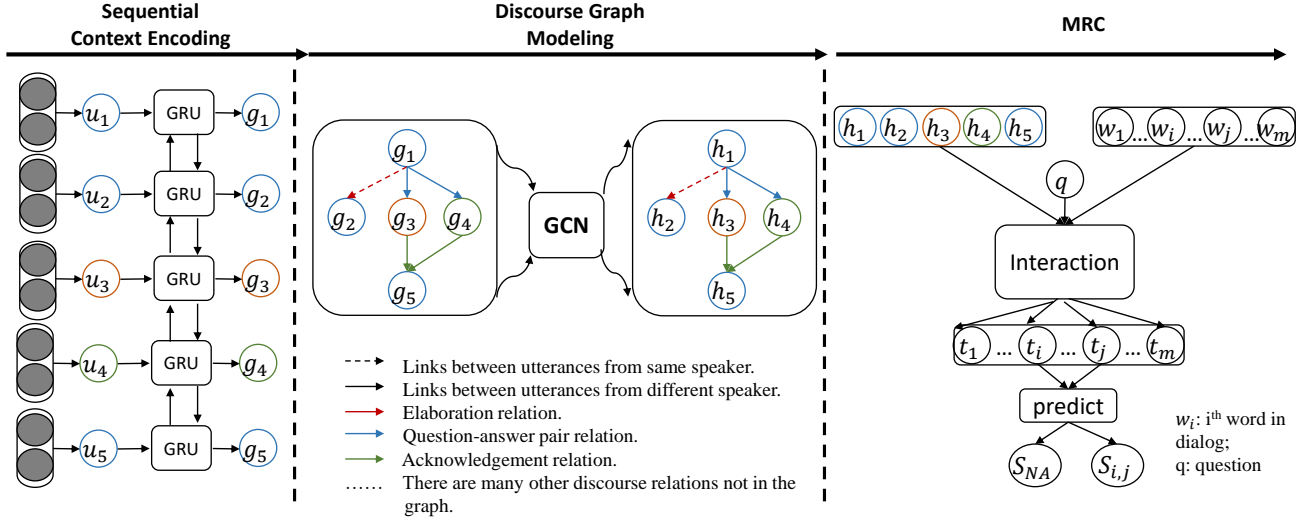 Sequential
Context Encoding
Discourse Graph
Modeling
MRC
u₁ GRU g₁
u₂ GRU g₂
u₃ GRU g₃
u₄ GRU g₄
u₅ GRU g₅
g₁
g₂ g₃ g₄
g₅
GCN
h₁
h₂ h₃ h₄
h₅
Links between utterances from same speaker.
Links between utterances from different speaker.
Elaboration relation.
Question-answer pair relation.
Acknowledgement relation.
...... There are many other discourse relations not in the
graph.
h₁ h₂ h₃ h₄ h₅
w₁ ... wᵢ ... wⱼ ... wₘ
q
Interaction
t₁ ... tᵢ ... tⱼ ... tₘ
predict
S_NA S_i,j
wᵢ: iᵗʰ word in
dialog;
q: question